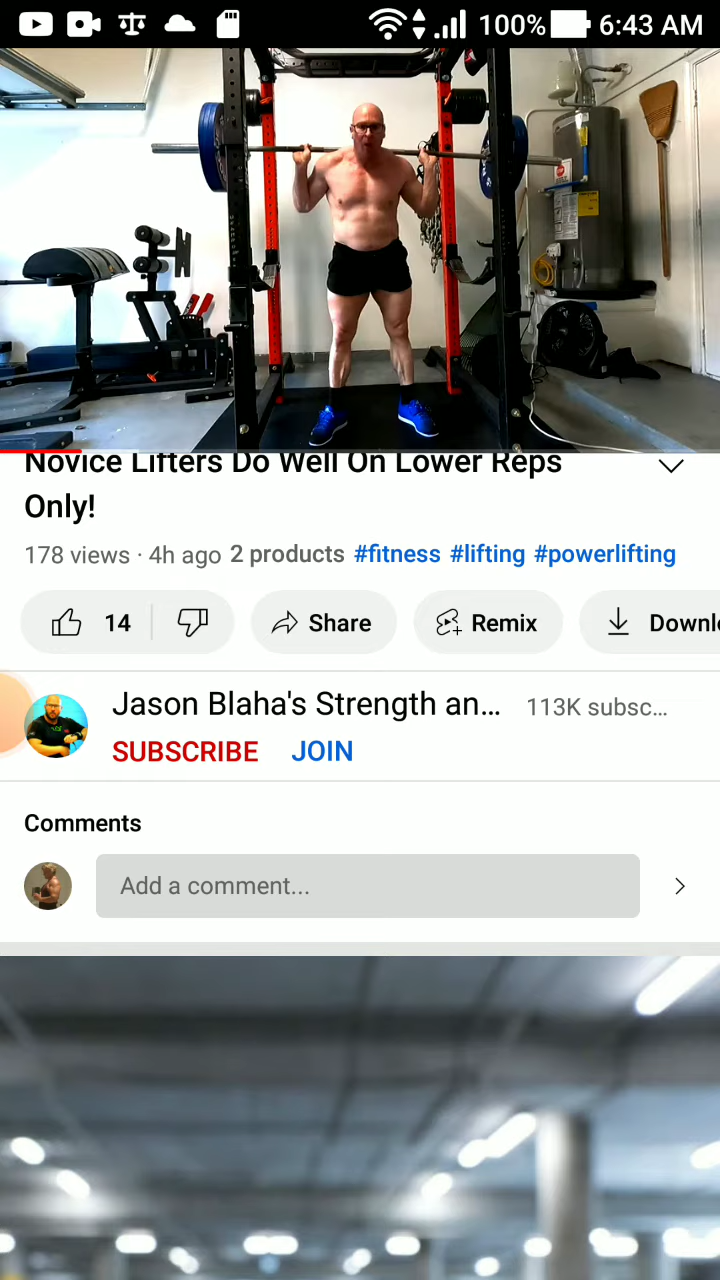 100% 6:43 AM
Novice Lifters Do Well On Lower Reps
Only!
178 views · 4h ago 2 products #fitness #lifting #powerlifting
14 Share Remix Downl
Jason Blaha's Strength an... 113K subsc...
SUBSCRIBE JOIN
Comments
Add a comment...